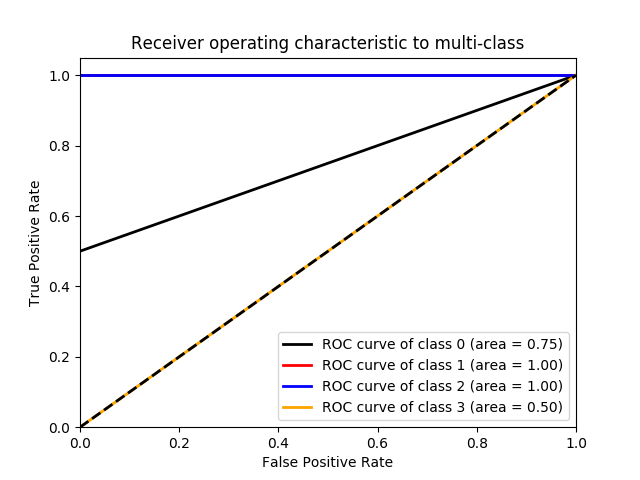 Receiver operating characteristic to multi-class
True Positive Rate
1.0
0.8
0.6
0.4
0.2
0.0
ROC curve of class 0 (area = 0.75)
ROC curve of class 1 (area = 1.00)
ROC curve of class 2 (area = 1.00)
ROC curve of class 3 (area = 0.50)
0.0 0.2 0.4 0.6 0.8 1.0
False Positive Rate